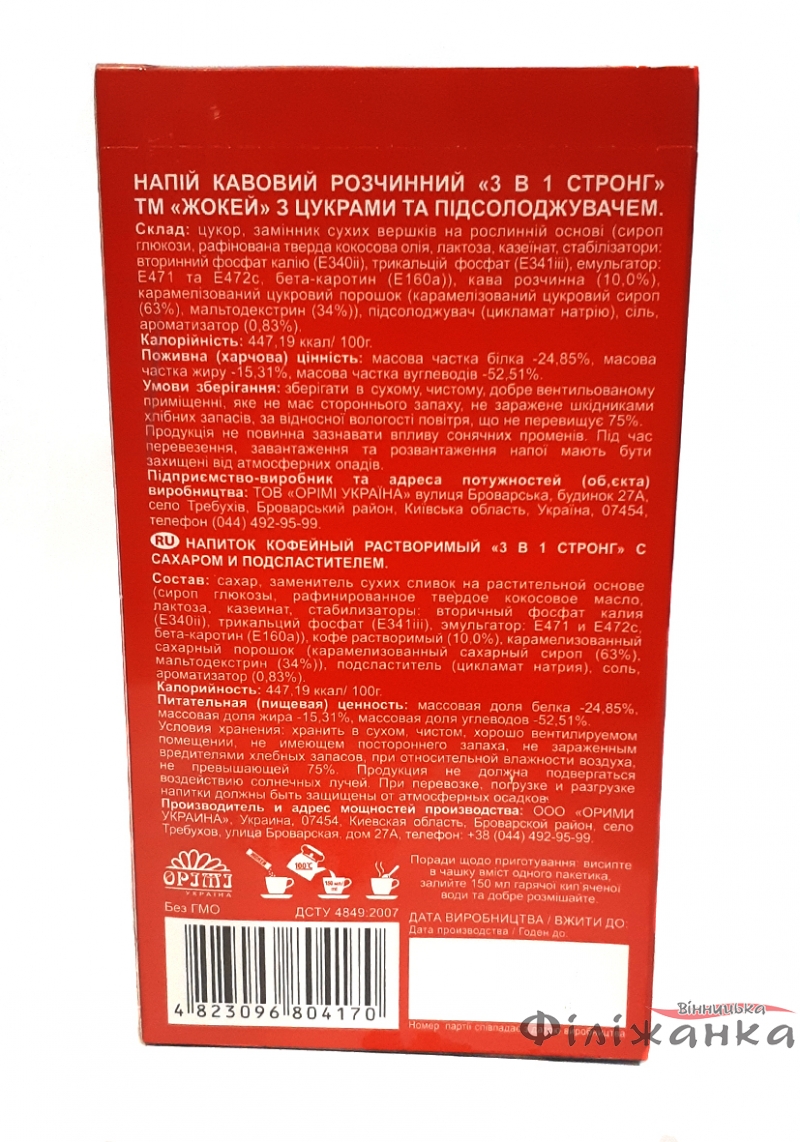 НАПІЙ КАВОВИЙ РОЗЧИННИЙ «3 В 1 СТРОНГ»
ТМ «ЖОКЕЙ» З ЦУКРАМИ ТА ПІДСОЛОДЖУВАЧЕМ.
Склад: цукор, замінник сухих вершків на рослинній основі (сироп
глюкози, рафінована тверда кокосова олія, лактоза, казеїнат, стабілізатори:
вторинний фосфат калію (Е340ii), трикальцій фосфат (Е341iii), емульгатор:
Е471 та Е472с, бета-каротин (Е160а)), кава розчинна (10,0%),
карамелізований цукровий порошок (карамелізований цукровий сироп
(63%), мальтодекстрин (34%)), підсолоджувач (цикламат натрію), сіль,
ароматизатор (0,83%).
Калорійність: 447,19 ккал/ 100г.
Поживна (харчова) цінність: масова частка білка -24,85%, масова
частка жиру -15,31%, масова частка вуглеводів -52,51%.
Умови зберігання: зберігати в сухому, чистому, добре вентильованому
приміщенні, яке не має стороннього запаху, не заражене шкідниками
хлібних запасів, за відносної вологості повітря, що не перевищує 75%.
Продукція не повинна зазнавати впливу сонячних променів. Під час
перевезення, завантаження та розвантаження напої мають бути
захищені від атмосферних опадів.
Підприємство-виробник та адреса потужностей (об,єкта)
виробництва: ТОВ «ОРІМІ УКРАЇНА» вулиця Броварська, будинок 27А,
село Требухів, Броварський район, Київська область, Україна, 07454,
телефон (044) 492-95-99.
RU НАПИТОК КОФЕЙНЫЙ РАСТВОРИМЫЙ «3 В 1 СТРОНГ» С
САХАРОМ И ПОДСЛАСТИТЕЛЕМ.
Состав: сахар, заменитель сухих сливок на растительной основе
(сироп глюкозы, рафинированное твердое кокосовое масло,
лактоза, казеинат, стабилизаторы: вторичный фосфат калия
(Е340ii), трикальций фосфат (Е341iii), эмульгатор: Е471 и Е472с,
бета-каротин (Е160а)), кофе растворимый (10,0%), карамелизованный
сахарный порошок (карамелизованный сахарный сироп (63%),
мальтодекстрин (34%)), подсластитель (цикламат натрия), соль,
ароматизатор (0,83%).
Калорийность: 447,19 ккал/ 100г.
Питательная (пищевая) ценность: массовая доля белка -24,85%,
массовая доля жира -15,31%, массовая доля углеводов -52,51%.
Условия хранения: хранить в сухом, чистом, хорошо вентилируемом
помещении, не имеющем постороннего запаха, не зараженным
вредителями хлебных запасов, при относительной влажности воздуха,
не превышающей 75%. Продукция не должна подвергаться
воздействию солнечных лучей. При перевозке, погрузке и разгрузке
напитки должны быть защищены от атмосферных осадков.
Производитель и адрес мощностей производства: ООО «ОРИМИ
УКРАИНА». Украина, 07454, Киевская область, Броварской район, село
Требухов, улица Броварская, дом 27А, телефон: +38 (044) 492-95-99.
ОРІМІ
УКРАЇНА
100°C
150 мл
Поради щодо приготування: висипте
в чашку вміст одного пакетика,
залийте 150 мл гарячої кип'яченої
води та добре розмішайте.
Без ГМО
ДСТУ 4849:2007
ДАТА ВИРОБНИЦТВА / ВЖИТИ ДО:
Дата производства / Годен до:
4 823096 804170
Номер партії співпадає виробництва
Вінницька
Філіжанка